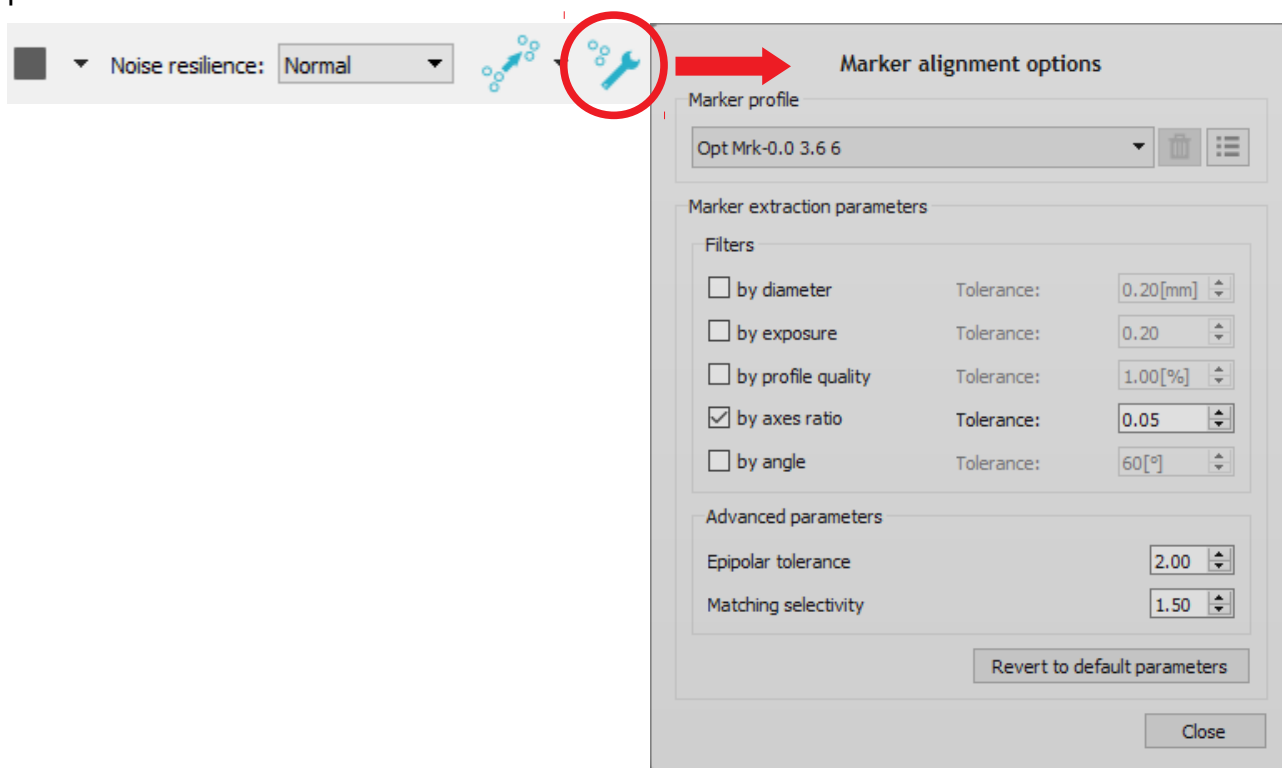 Noise resilience: Normal
Marker alignment options
Marker profile
Opt Mrk-0.0 3.6 6
Marker extraction parameters
Filters
by diameter Tolerance: 0.20[mm]
by exposure Tolerance: 0.20
by profile quality Tolerance: 1.00[%]
by axes ratio Tolerance: 0.05
by angle Tolerance: 60[°]
Advanced parameters
Epipolar tolerance 2.00
Matching selectivity 1.50
Revert to default parameters
Close